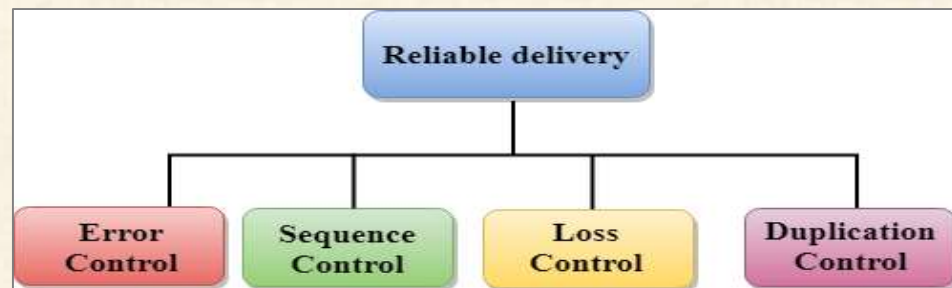 Reliable delivery
Error
Control
Sequence
Control
Loss
Control
Duplication
Control